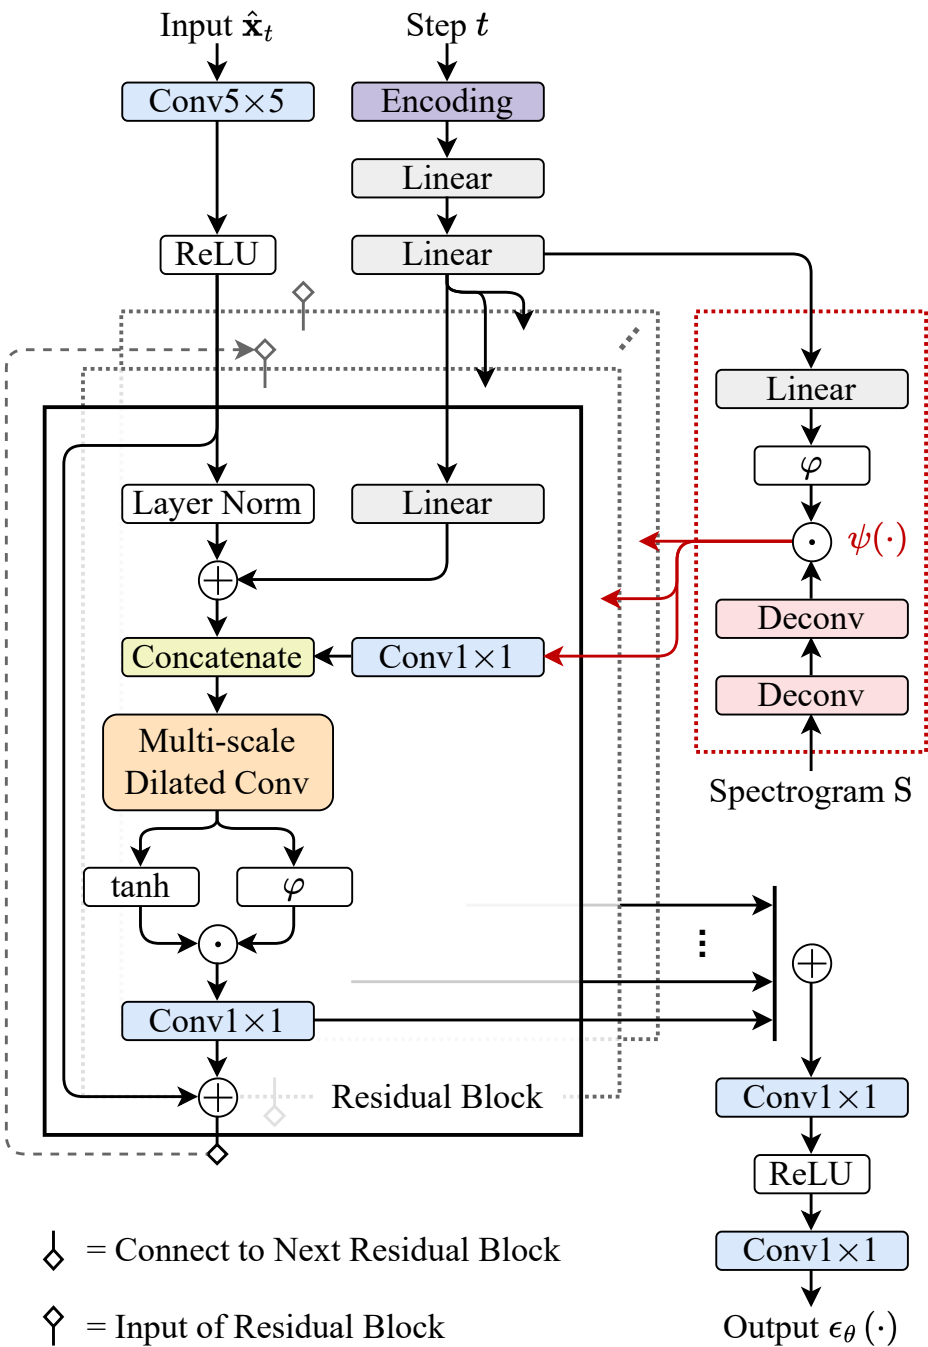 Input x̂ₜ
Step t
Conv5×5
Encoding
Linear
ReLU
Linear
Linear
φ
Layer Norm
Linear
ψ(·)
Concatenate
Conv1×1
Deconv
Deconv
Multi-scale
Dilated Conv
Spectrogram S
tanh
φ
Conv1×1
Residual Block
Conv1×1
ReLU
Conv1×1
= Connect to Next Residual Block
= Input of Residual Block
Output ϵ_θ (·)